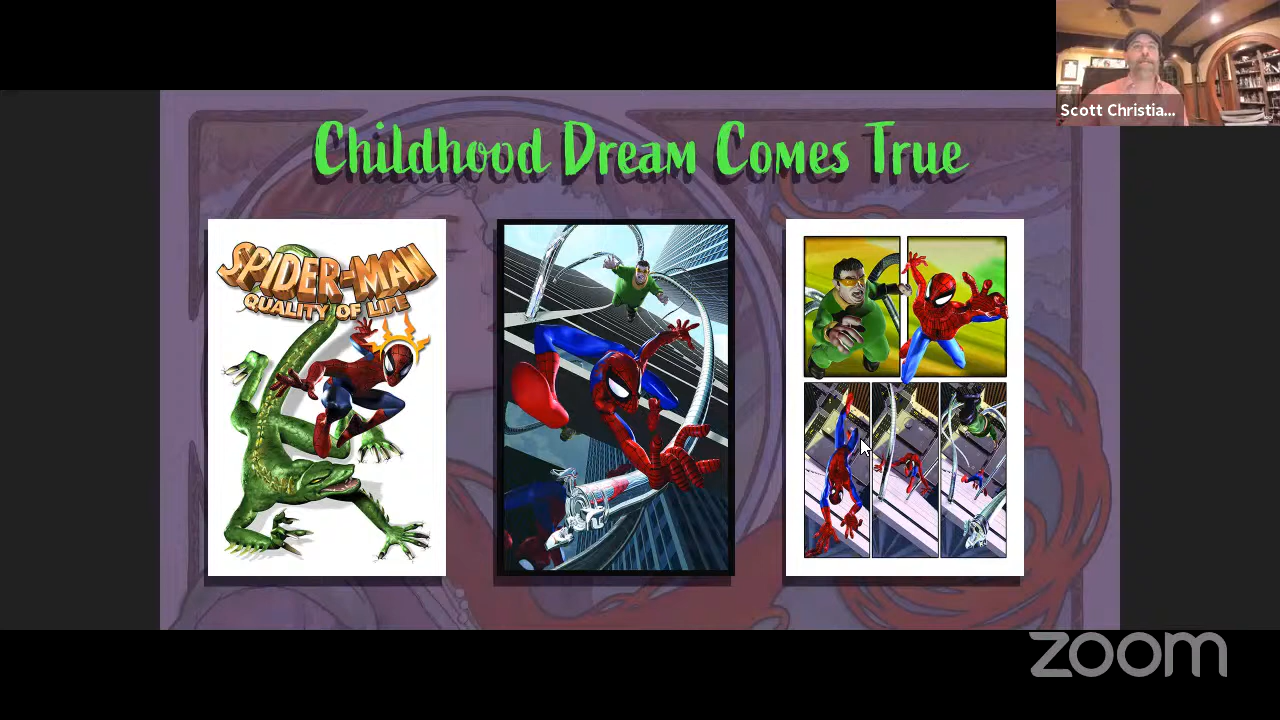 Scott Christia...
Childhood Dream Comes True
SPIDER-MAN
QUALITY OF LIFE
zoom